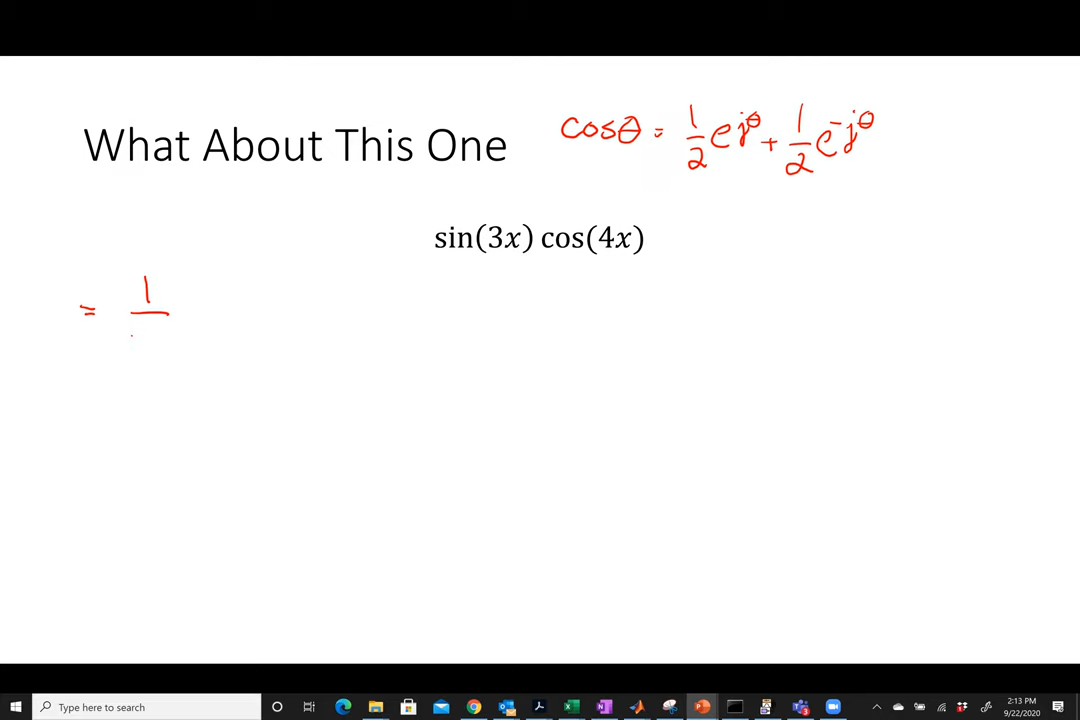 What About This One
cosθ = 1/2 e^jθ + 1/2 e^-jθ
sin(3x) cos(4x)
= 1/
Type here to search
2:13 PM
9/22/2020